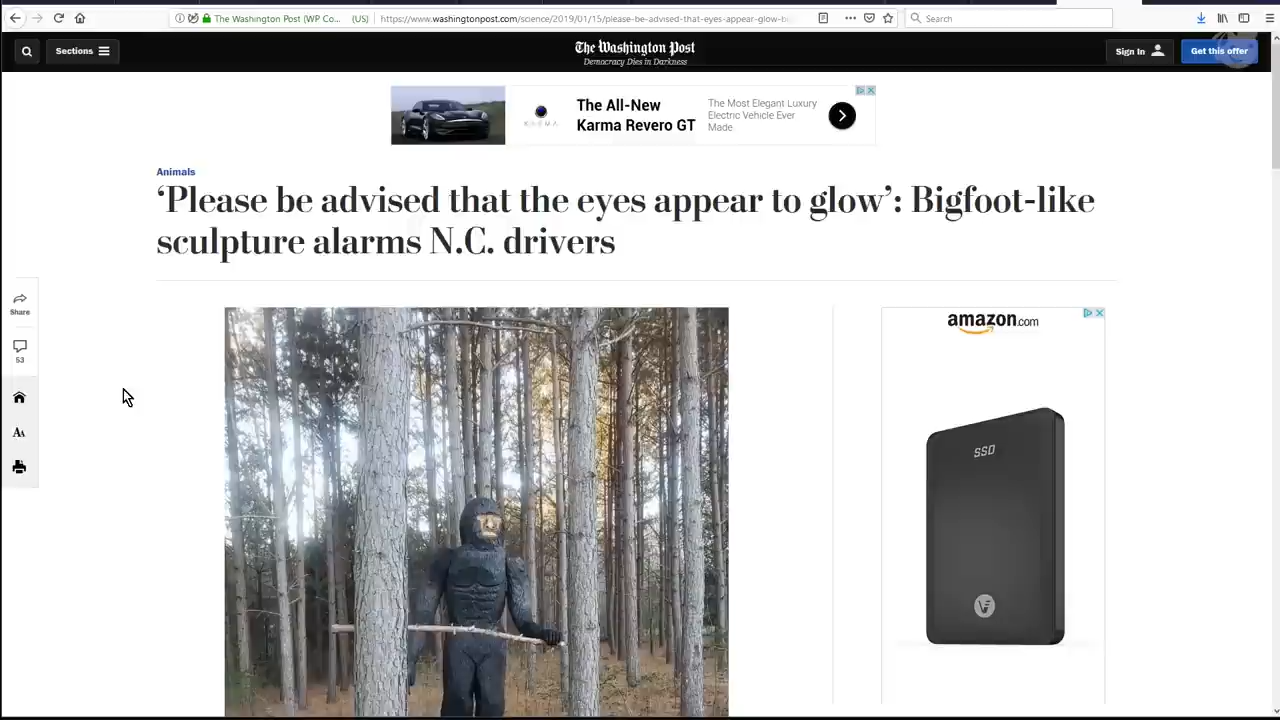 The Washington Post (WP Co... (US)
https://www.washingtonpost.com/science/2019/01/15/please-be-advised-that-eyes-appear-glow-b
Search
Sections
The Washington Post
Democracy Dies in Darkness
Sign In
Get this offer
The All-New
Karma Revero GT
KARMA
The Most Elegant Luxury
Electric Vehicle Ever
Made
Animals
‘Please be advised that the eyes appear to glow’: Bigfoot-like
sculpture alarms N.C. drivers
Share
53
AA
amazon.com
SSD